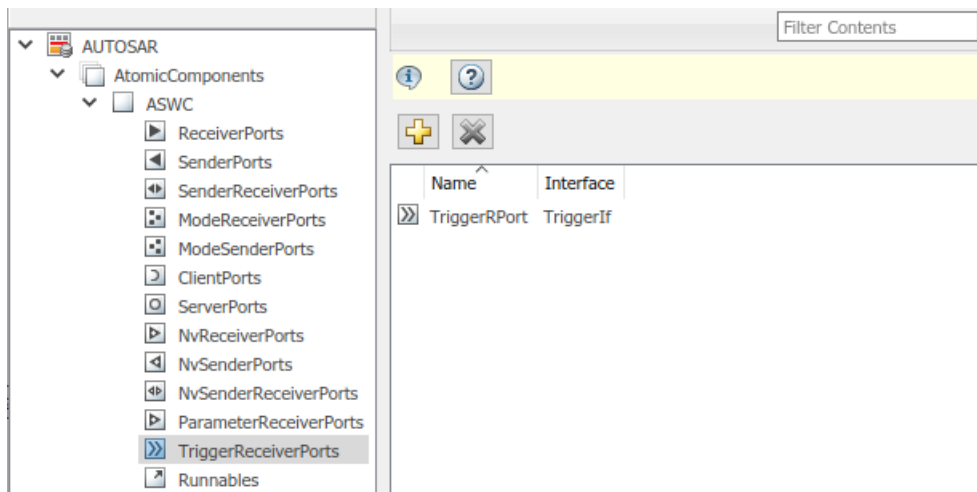 Filter Contents
AUTOSAR
AtomicComponents
ASWC
ReceiverPorts
SenderPorts
SenderReceiverPorts
ModeReceiverPorts
ModeSenderPorts
ClientPorts
ServerPorts
NvReceiverPorts
NvSenderPorts
NvSenderReceiverPorts
ParameterReceiverPorts
TriggerReceiverPorts
Runnables
Name Interface
TriggerRPort TriggerIf